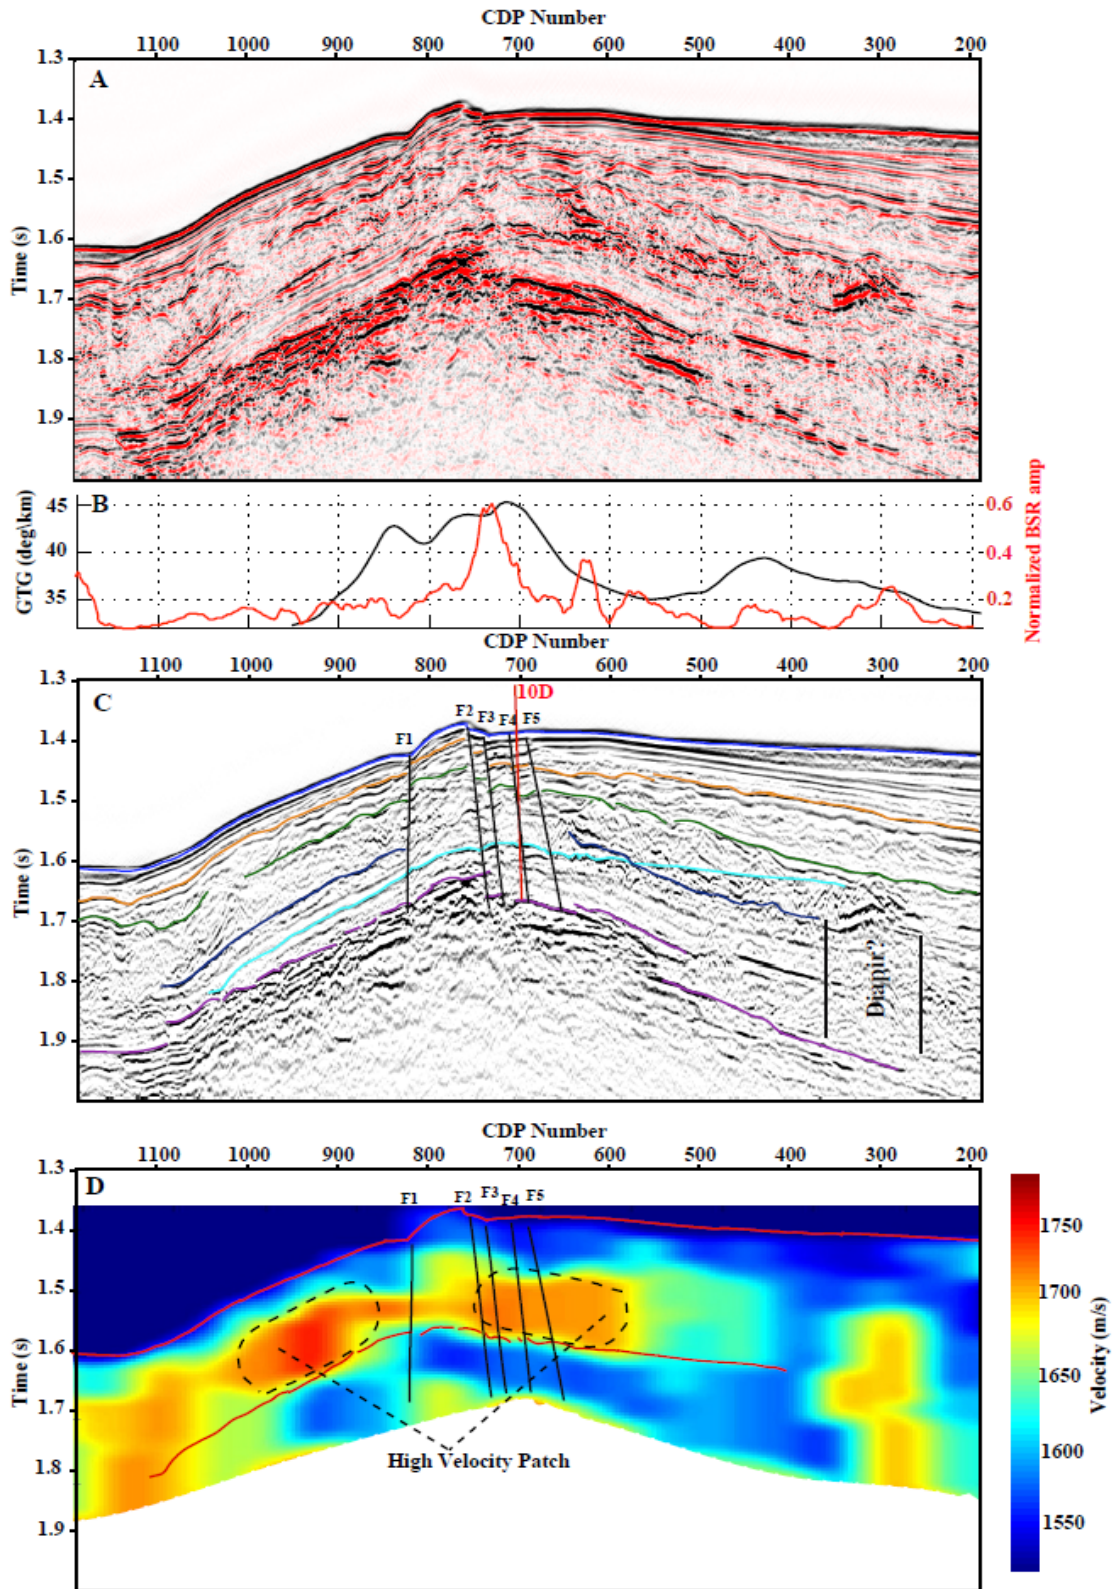 CDP Number
1100 1000 900 800 700 600 500 400 300 200
A
1.3
1.4
1.5
1.6
1.7
1.8
1.9
Time (s)
B
45
40
35
GTG (deg\km)
0.6
0.4
0.2
Normalized BSR amp
CDP Number
1100 1000 900 800 700 600 500 400 300 200
C
1.3
1.4
1.5
1.6
1.7
1.8
1.9
Time (s)
10D
F1 F2 F3 F4 F5
Diapir?
CDP Number
1100 1000 900 800 700 600 500 400 300 200
D
1.3
1.4
1.5
1.6
1.7
1.8
1.9
Time (s)
F1 F2 F3 F4 F5
High Velocity Patch
1750
1700
1650
1600
1550
Velocity (m/s)